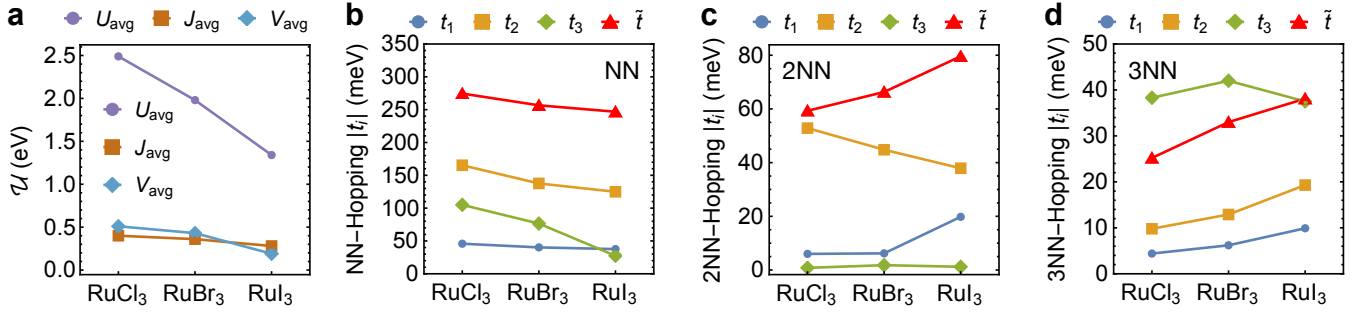 a
U_avg J_avg V_avg
𝒰 (eV)
2.5
2.0
1.5
1.0
0.5
0.0
U_avg
J_avg
V_avg
RuCl₃ RuBr₃ RuI₃
b
t₁ t₂ t₃ t̃
NN−Hopping |tᵢ| (meV)
350
300
250
200
150
100
50
0
NN
RuCl₃ RuBr₃ RuI₃
c
t₁ t₂ t₃ t̃
2NN−Hopping |tᵢ| (meV)
80
60
40
20
0
2NN
RuCl₃ RuBr₃ RuI₃
d
t₁ t₂ t₃ t̃
3NN−Hopping |tᵢ| (meV)
50
40
30
20
10
0
3NN
RuCl₃ RuBr₃ RuI₃